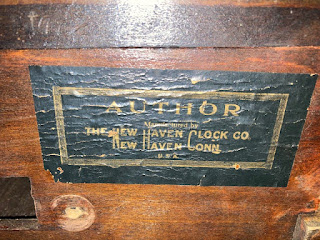 AUTHOR
Manufactured by
THE NEW HAVEN CLOCK CO
NEW HAVEN CONN.
U.S.A.